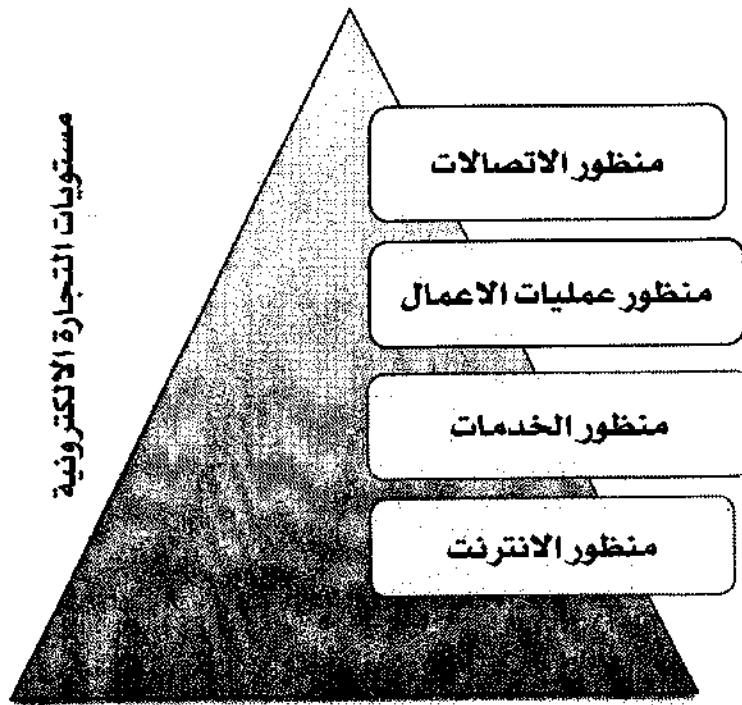 مستويات التجارة الالكترونية
منظور الاتصالات
منظور عمليات الاعمال
منظور الخدمات
منظور الانترنت